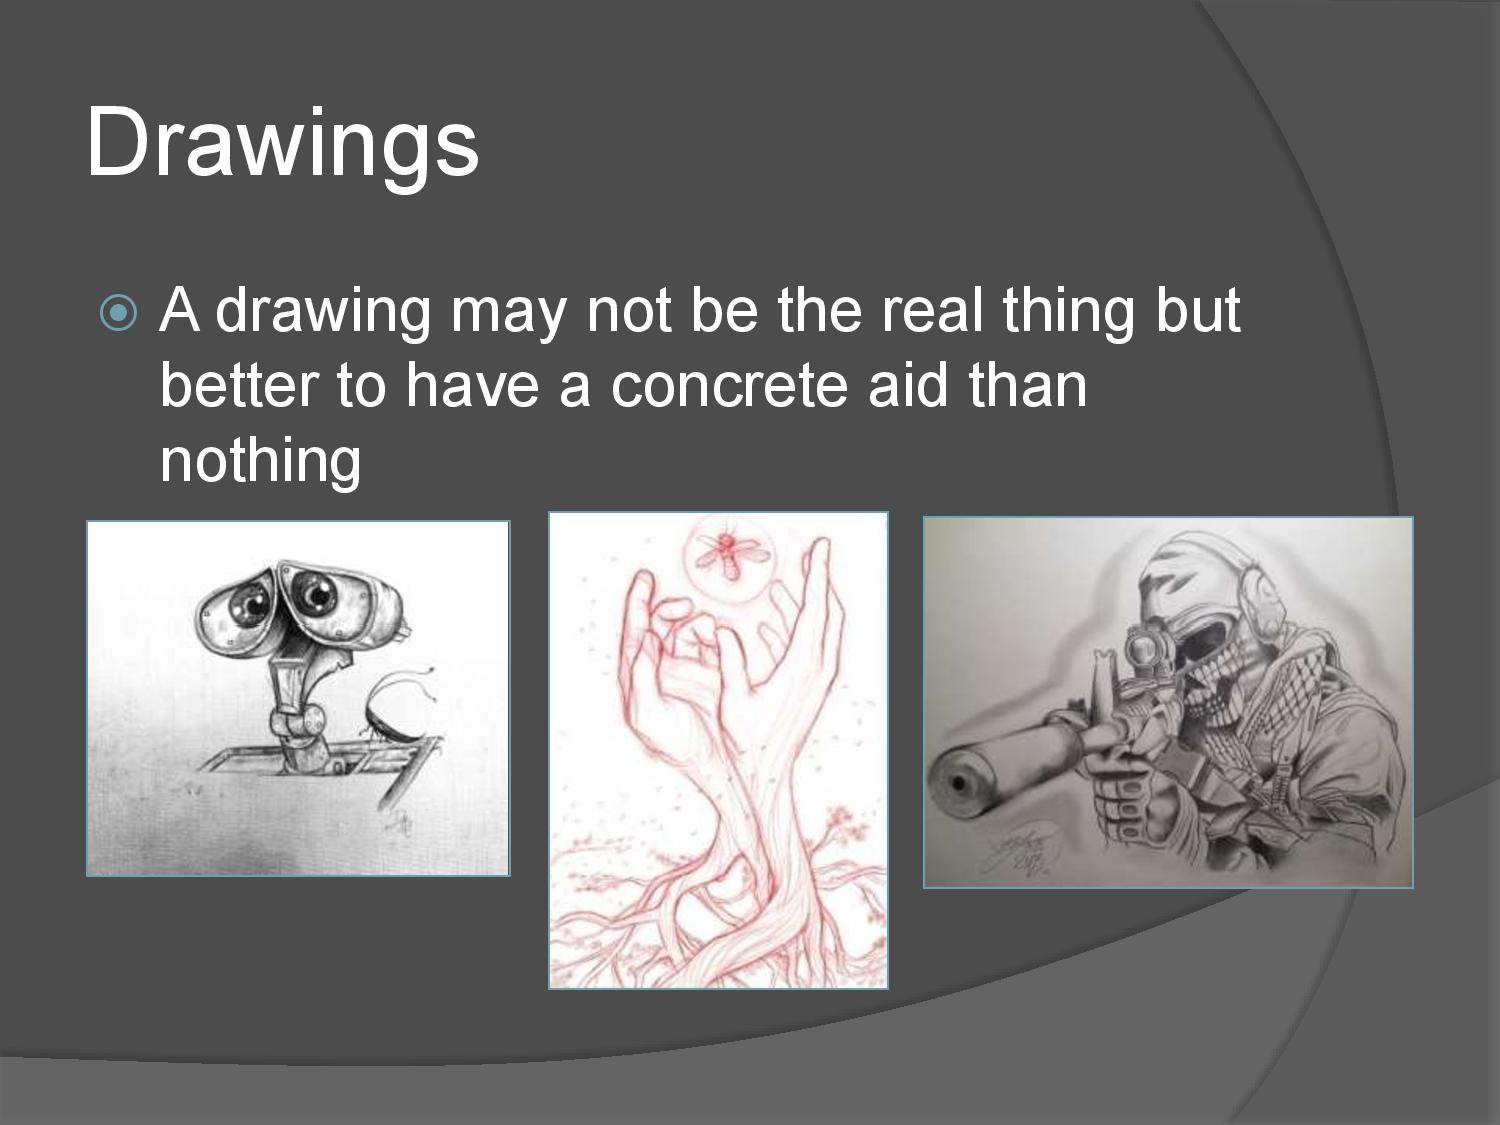 Drawings
A drawing may not be the real thing but
better to have a concrete aid than
nothing